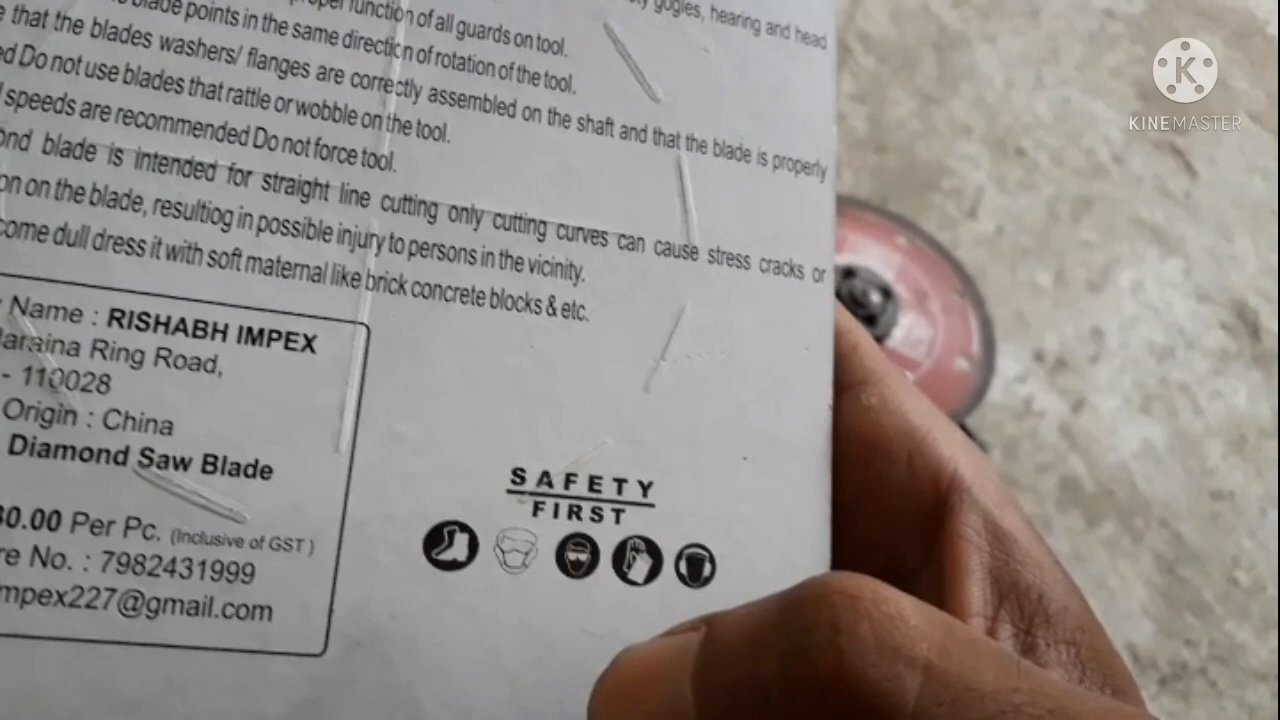 gogles, hearing and head
function of all guards on tool.
blade points in the same direction of rotation of the tool.
that the blades washers/ flanges are correctly assembled on the shaft and that the blade is properly
Do not use blades that rattle or wobble on the tool.
speeds are recommended Do not force tool.
blade is intended for straight line cutting only cutting curves can cause stress cracks or
on the blade, resultiog in possible injury to persons in the vicinity.
come dull dress it with soft maternal like brick concrete blocks & etc.
Name : RISHABH IMPEX
Ring Road,
- 110028
Origin : China
Diamond Saw Blade
0.00 Per Pc. (Inclusive of GST )
No. : 7982431999
mpex227@gmail.com
SAFETY
FIRST
K
KINEMASTER